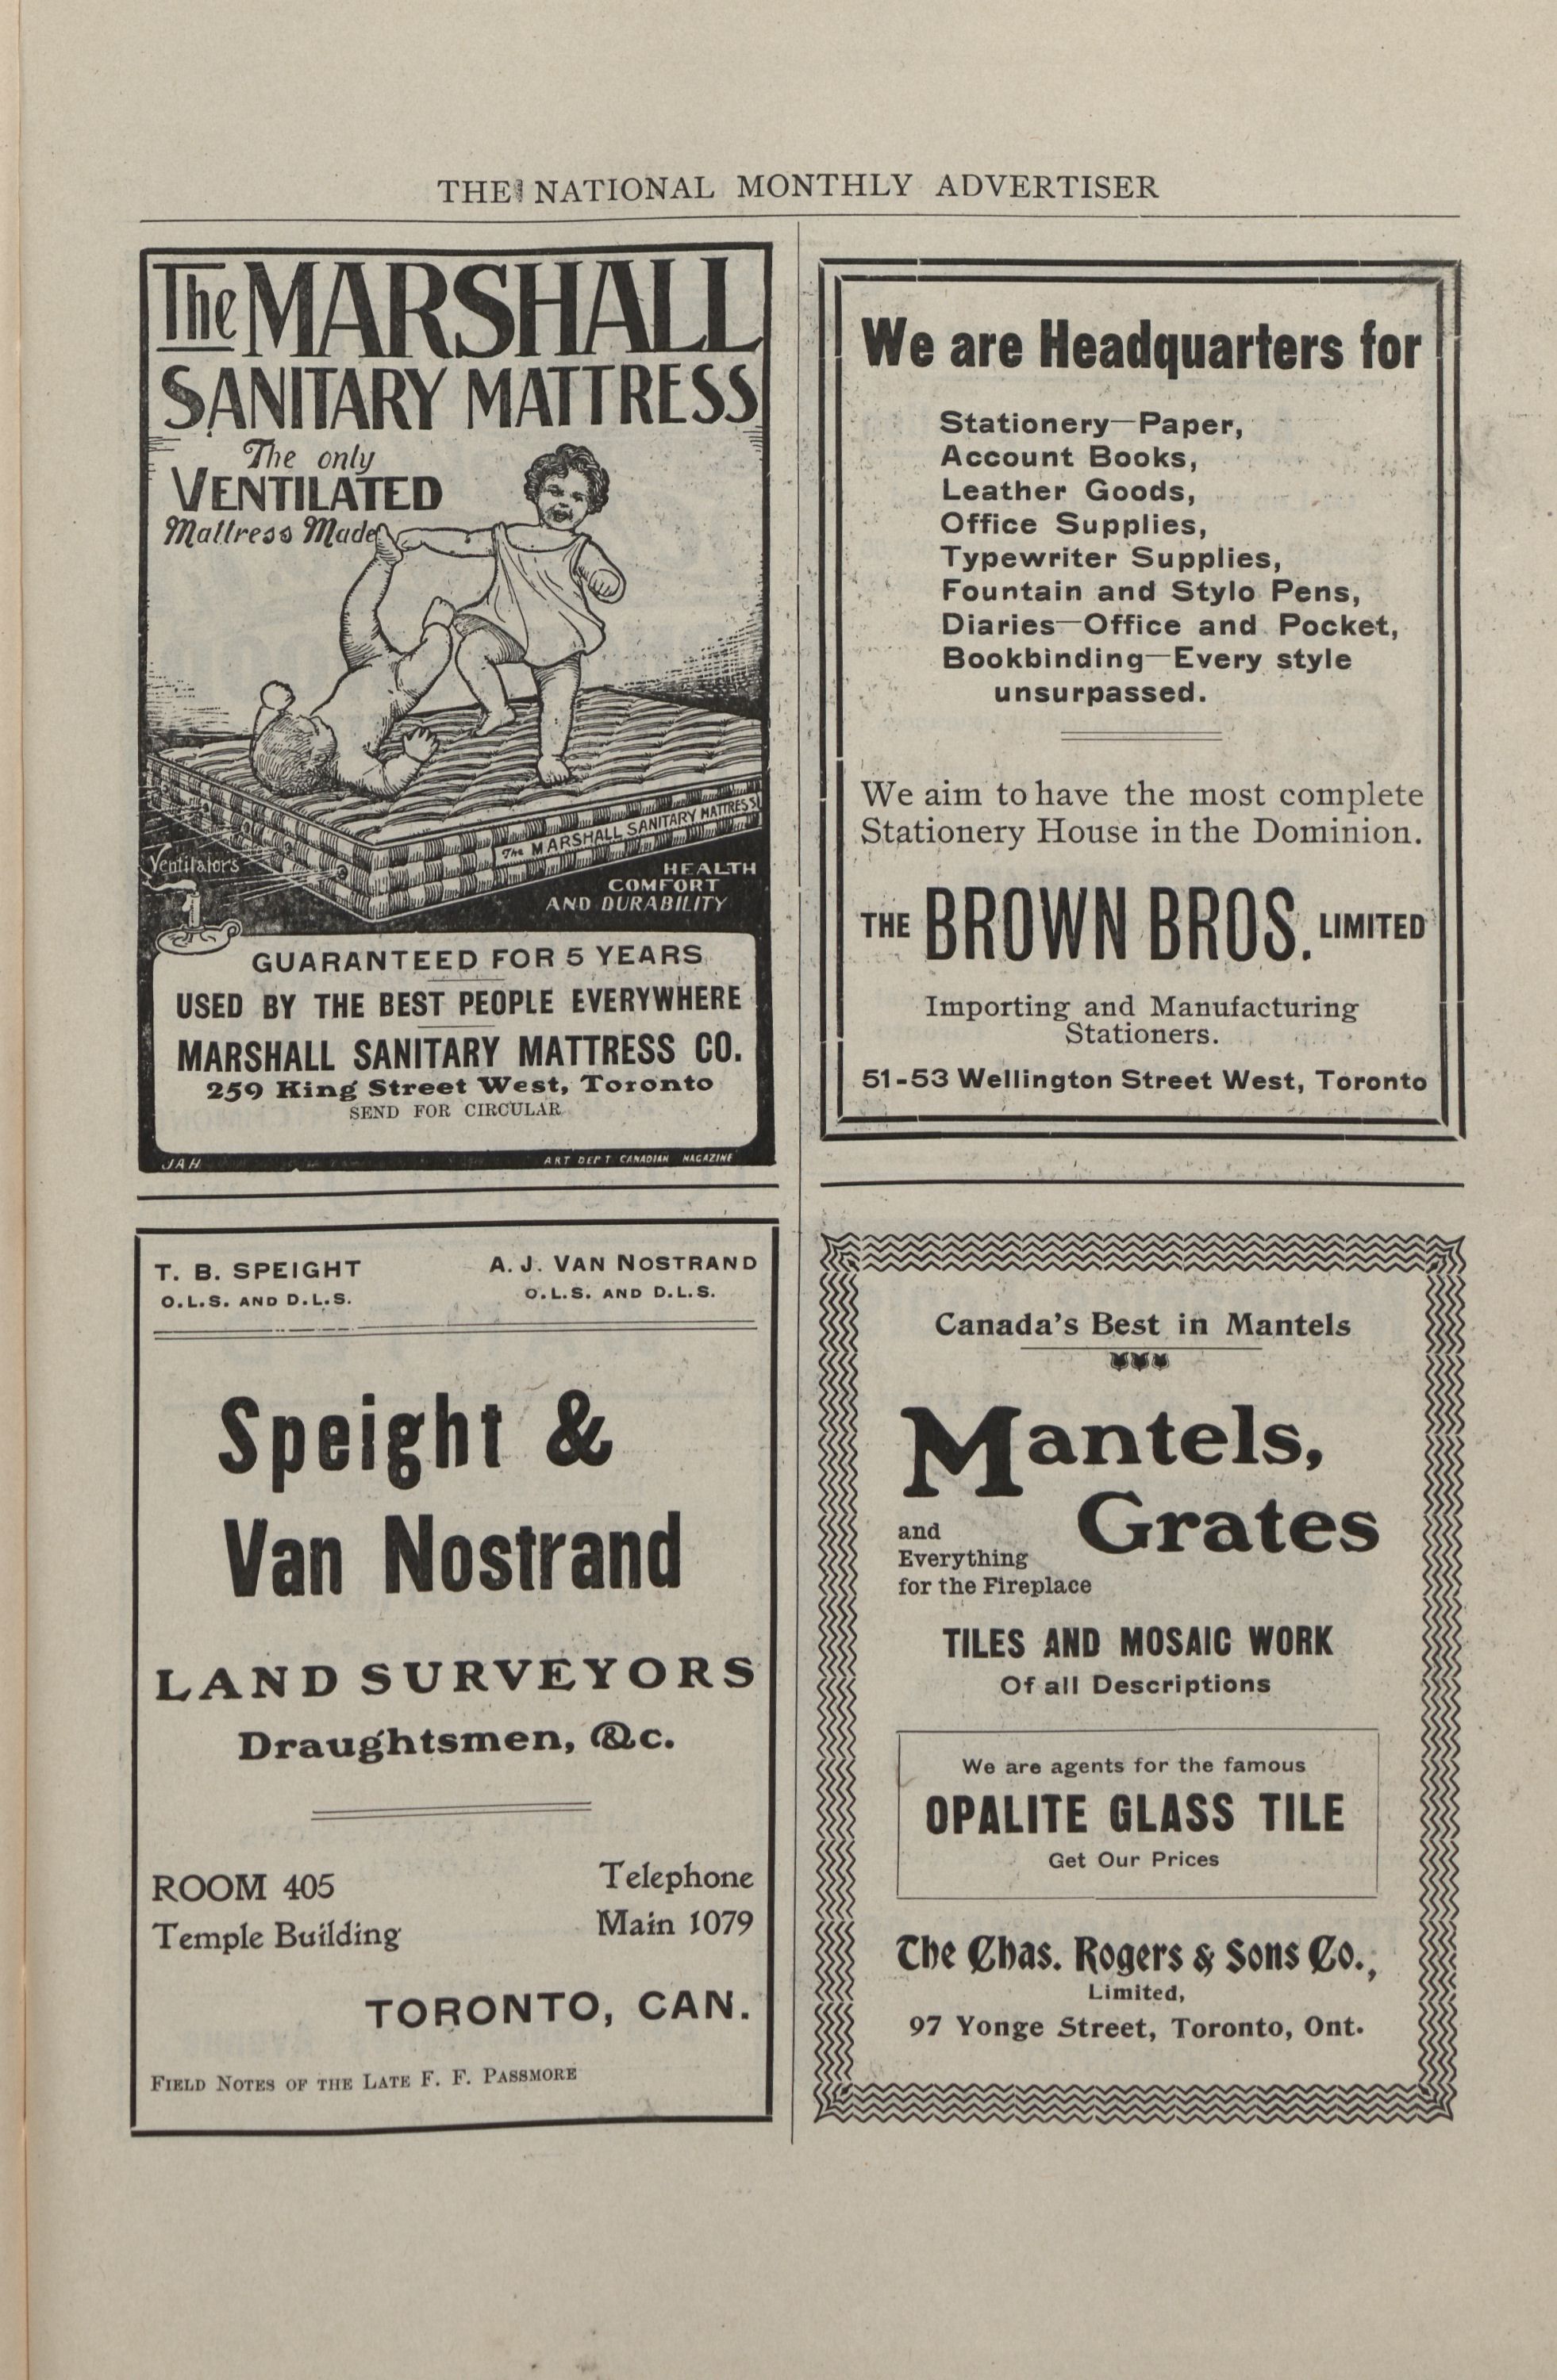 THE NATIONAL MONTHLY ADVERTISER
The MARSHALL
SANITARY MATTRESS
The only
VENTILATED
Mattress Made
Ventilators
The MARSHALL SANITARY MATTRESS
HEALTH
COMFORT
AND DURABILITY
GUARANTEED FOR 5 YEARS
USED BY THE BEST PEOPLE EVERYWHERE
MARSHALL SANITARY MATTRESS CO.
259 King Street West, Toronto
SEND FOR CIRCULAR
JAH
ART DEPT CANADIAN MAGAZINE
We are Headquarters for
Stationery—Paper,
Account Books,
Leather Goods,
Office Supplies,
Typewriter Supplies,
Fountain and Stylo Pens,
Diaries—Office and Pocket,
Bookbinding—Every style
unsurpassed.
We aim to have the most complete
Stationery House in the Dominion.
THE BROWN BROS. LIMITED
Importing and Manufacturing
Stationers.
51-53 Wellington Street West, Toronto
T. B. SPEIGHT
O.L.S. AND D.L.S.
A. J. VAN NOSTRAND
O.L.S. AND D.L.S.
Speight &
Van Nostrand
LAND SURVEYORS
Draughtsmen, &c.
ROOM 405
Temple Building
Telephone
Main 1079
TORONTO, CAN.
FIELD NOTES OF THE LATE F. F. PASSMORE
Canada's Best in Mantels
Mantels,
Grates
and
Everything
for the Fireplace
TILES AND MOSAIC WORK
Of all Descriptions
We are agents for the famous
OPALITE GLASS TILE
Get Our Prices
The Chas. Rogers & Sons Co.,
Limited,
97 Yonge Street, Toronto, Ont.